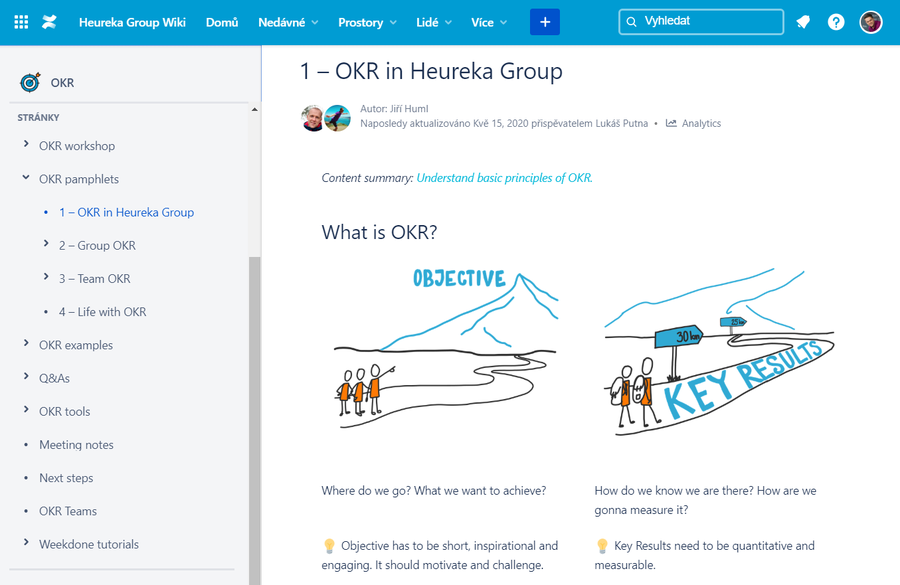 Heureka Group Wiki Domů Nedávné Prostory Lidé Více + Vyhledat
OKR
STRÁNKY
OKR workshop
OKR pamphlets
1 – OKR in Heureka Group
2 – Group OKR
3 – Team OKR
4 – Life with OKR
OKR examples
Q&As
OKR tools
Meeting notes
Next steps
OKR Teams
Weekdone tutorials
1 – OKR in Heureka Group
Autor: Jiří Huml
Naposledy aktualizováno Kvě 15, 2020 přispěvatelem Lukáš Putna • Analytics
Content summary: Understand basic principles of OKR.
What is OKR?
OBJECTIVE
30 km
25 km
KEY RESULTS
Where do we go? What we want to achieve?
How do we know we are there? How are we
gonna measure it?
Objective has to be short, inspirational and
engaging. It should motivate and challenge.
Key Results need to be quantitative and
measurable.